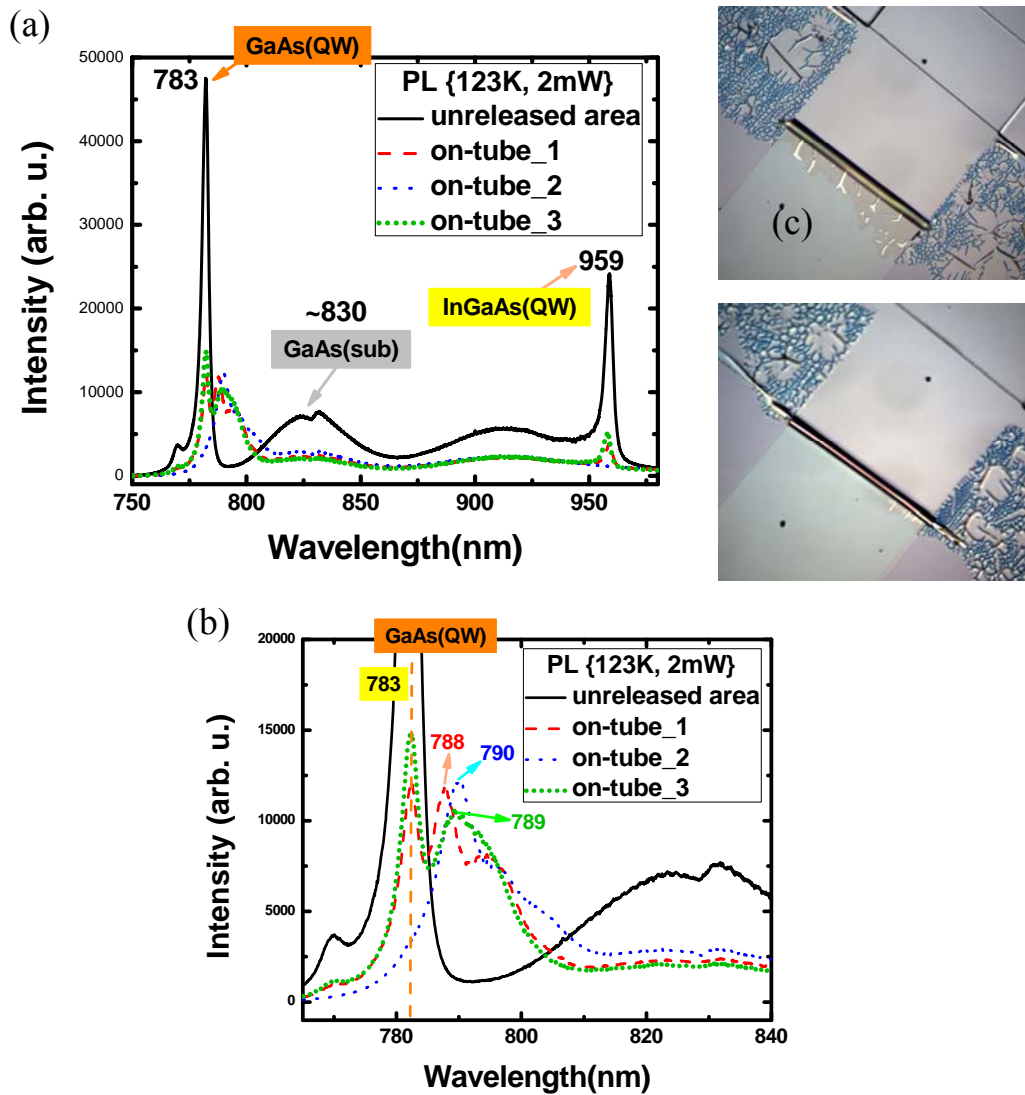 (a)
GaAs(QW)
50000
40000
30000
20000
10000
0
783
PL {123K, 2mW}
unreleased area
on-tube_1
on-tube_2
on-tube_3
959
InGaAs(QW)
~830
GaAs(sub)
Intensity (arb. u.)
750 800 850 900 950
Wavelength(nm)
(c)
(b)
GaAs(QW)
20000
15000
10000
5000
0
783
PL {123K, 2mW}
unreleased area
on-tube_1
on-tube_2
on-tube_3
788
790
789
Intensity (arb. u.)
780 800 820 840
Wavelength(nm)